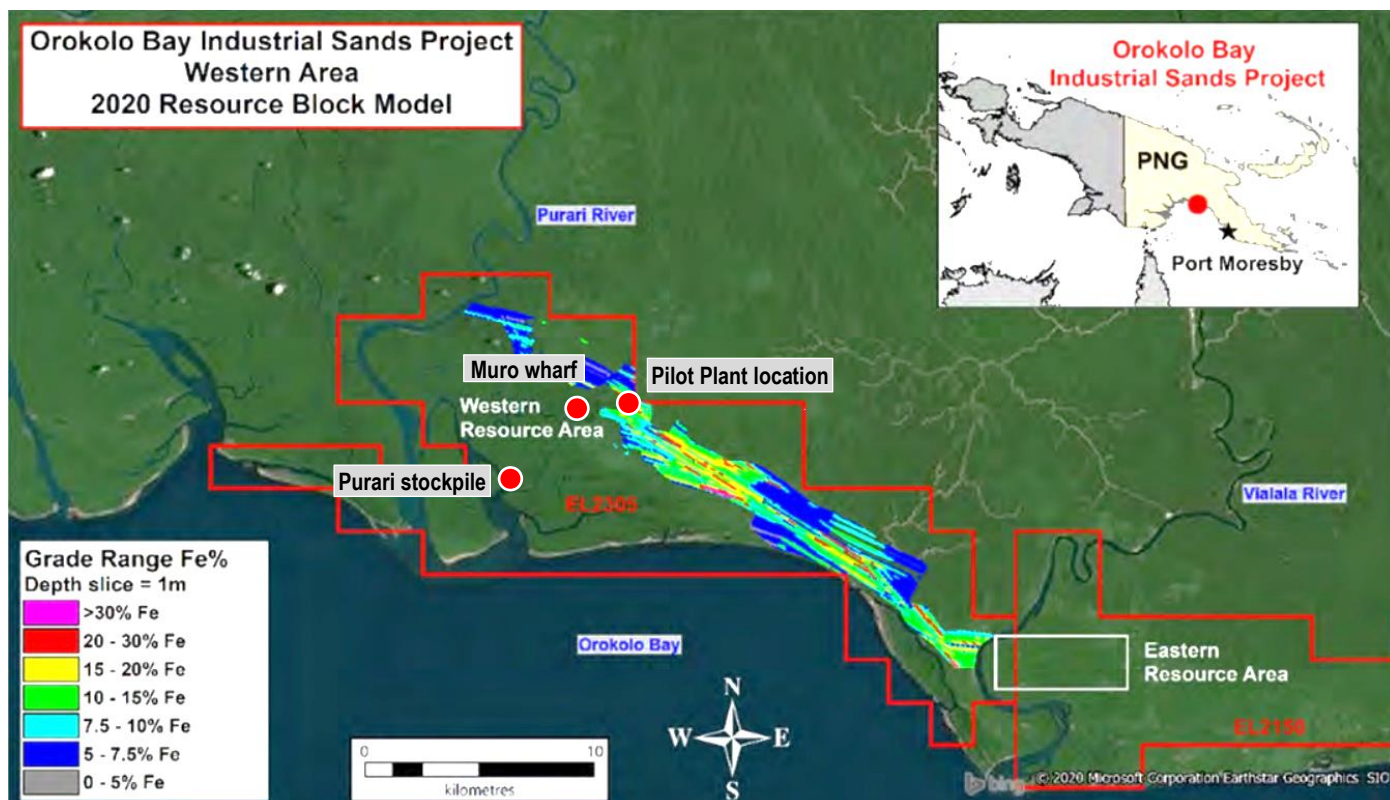 Orokolo Bay Industrial Sands Project
Western Area
2020 Resource Block Model
Orokolo Bay
Industrial Sands Project
PNG
Port Moresby
Purari River
Muro wharf
Pilot Plant location
Western
Resource Area
Purari stockpile
EL2305
Vialala River
Grade Range Fe%
Depth slice = 1m
>30% Fe
20 - 30% Fe
15 - 20% Fe
10 - 15% Fe
7.5 - 10% Fe
5 - 7.5% Fe
0 - 5% Fe
Orokolo Bay
Eastern
Resource Area
N
W E
S
EL2150
0 10
kilometres
bing © 2020 Microsoft Corporation Earthstar Geographics SIO